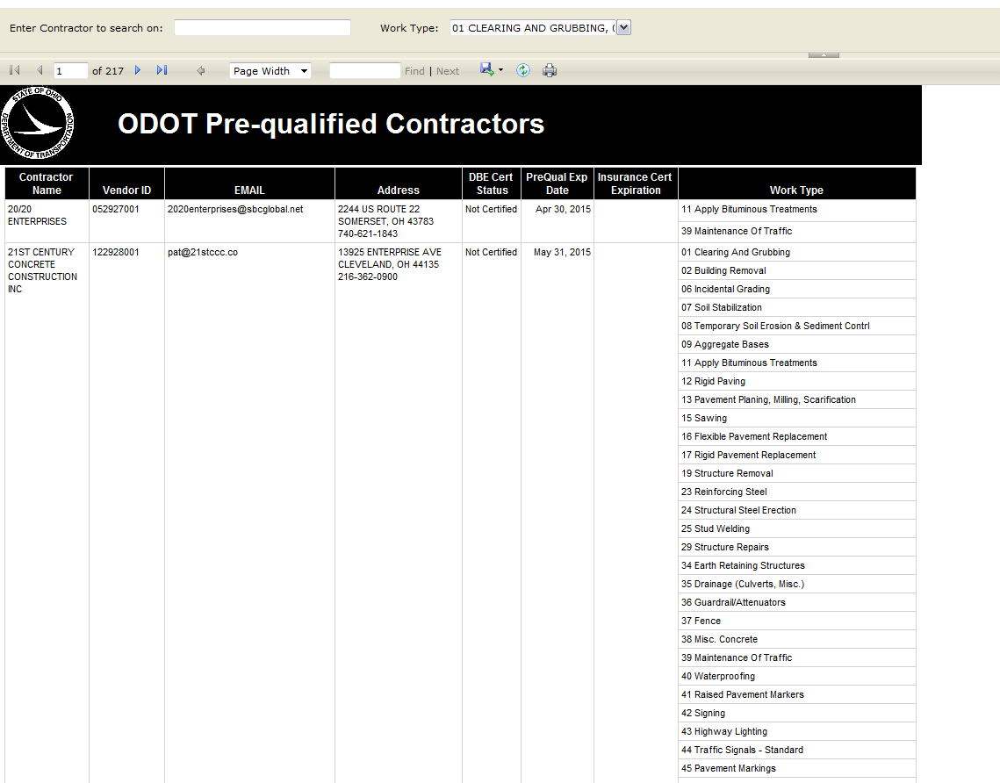 Enter Contractor to search on: Work Type: 01 CLEARING AND GRUBBING, (
1 of 217 Page Width Find | Next
STATE OF OHIO
DEPARTMENT OF TRANSPORTATION
ODOT Pre-qualified Contractors
Contractor Name Vendor ID EMAIL Address DBE Cert Status PreQual Exp Date Insurance Cert Expiration Work Type
20/20 052927001 2020enterprises@sbcglobal.net 2244 US ROUTE 22 Not Certified Apr 30, 2015 11 Apply Bituminous Treatments
ENTERPRISES SOMERSET, OH 43783
740-621-1843 39 Maintenance Of Traffic
21ST CENTURY 122928001 pat@21stccc.co 13925 ENTERPRISE AVE Not Certified May 31, 2015 01 Clearing And Grubbing
CONCRETE CLEVELAND, OH 44135
CONSTRUCTION 216-362-0900 02 Building Removal
INC 06 Incidental Grading
07 Soil Stabilization
08 Temporary Soil Erosion & Sediment Contrl
09 Aggregate Bases
11 Apply Bituminous Treatments
12 Rigid Paving
13 Pavement Planing, Milling, Scarification
15 Sawing
16 Flexible Pavement Replacement
17 Rigid Pavement Replacement
19 Structure Removal
23 Reinforcing Steel
24 Structural Steel Erection
25 Stud Welding
29 Structure Repairs
34 Earth Retaining Structures
35 Drainage (Culverts, Misc.)
36 Guardrail/Attenuators
37 Fence
38 Misc. Concrete
39 Maintenance Of Traffic
40 Waterproofing
41 Raised Pavement Markers
42 Signing
43 Highway Lighting
44 Traffic Signals - Standard
45 Pavement Markings